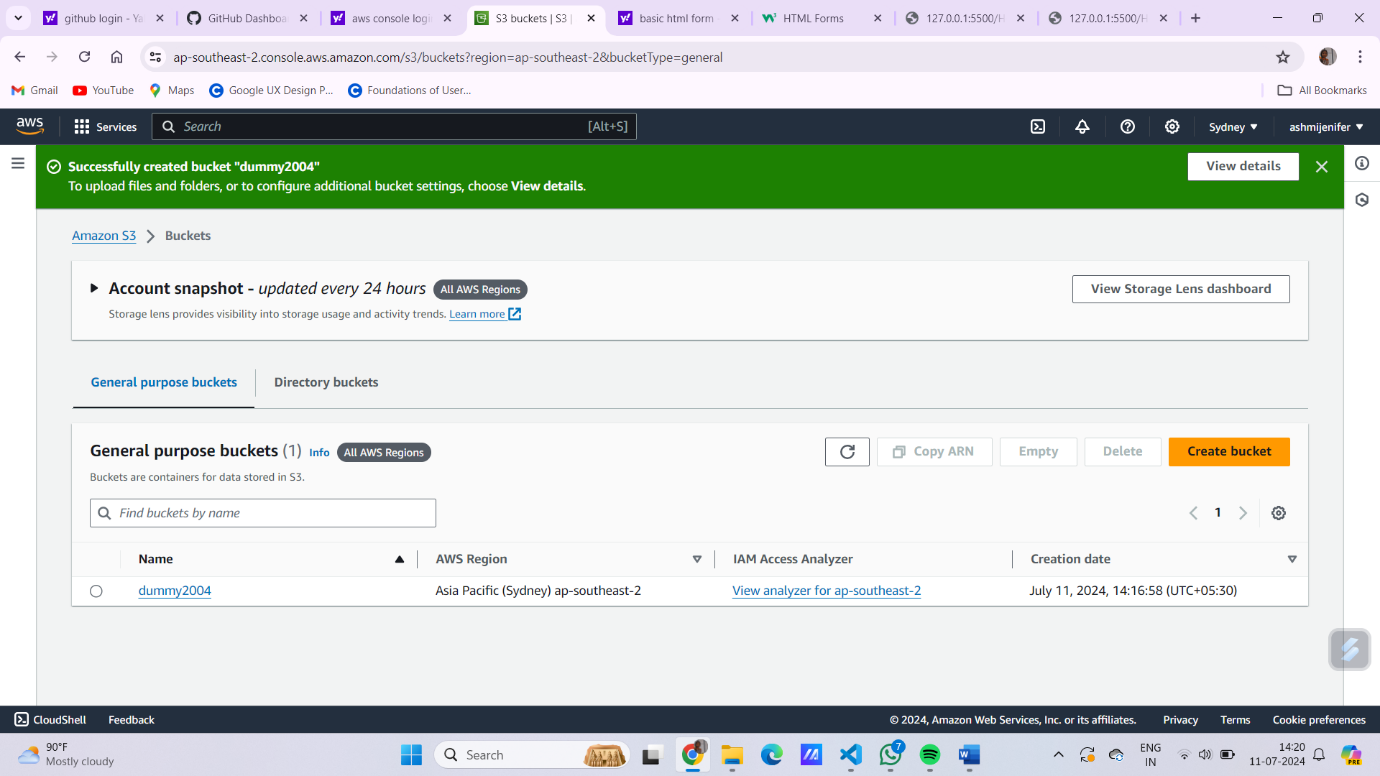 github login - Ya
GitHub Dashboa
aws console logi
S3 buckets | S3 |
basic html form
HTML Forms
127.0.0.1:5500/H
127.0.0.1:5500/H
ap-southeast-2.console.aws.amazon.com/s3/buckets?region=ap-southeast-2&bucketType=general
Gmail
YouTube
Maps
Google UX Design P...
Foundations of User...
All Bookmarks
aws
Services
Search
[Alt+S]
Sydney
ashmijenifer
Successfully created bucket "dummy2004"
To upload files and folders, or to configure additional bucket settings, choose View details.
View details
Amazon S3
Buckets
Account snapshot - updated every 24 hours
All AWS Regions
Storage lens provides visibility into storage usage and activity trends. Learn more
View Storage Lens dashboard
General purpose buckets
Directory buckets
General purpose buckets (1)
Info
All AWS Regions
Buckets are containers for data stored in S3.
Copy ARN
Empty
Delete
Create bucket
Find buckets by name
1
Name
AWS Region
IAM Access Analyzer
Creation date
dummy2004
Asia Pacific (Sydney) ap-southeast-2
View analyzer for ap-southeast-2
July 11, 2024, 14:16:58 (UTC+05:30)
CloudShell
Feedback
© 2024, Amazon Web Services, Inc. or its affiliates.
Privacy
Terms
Cookie preferences
90°F
Mostly cloudy
Search
7
ENG
IN
14:20
11-07-2024
PRE